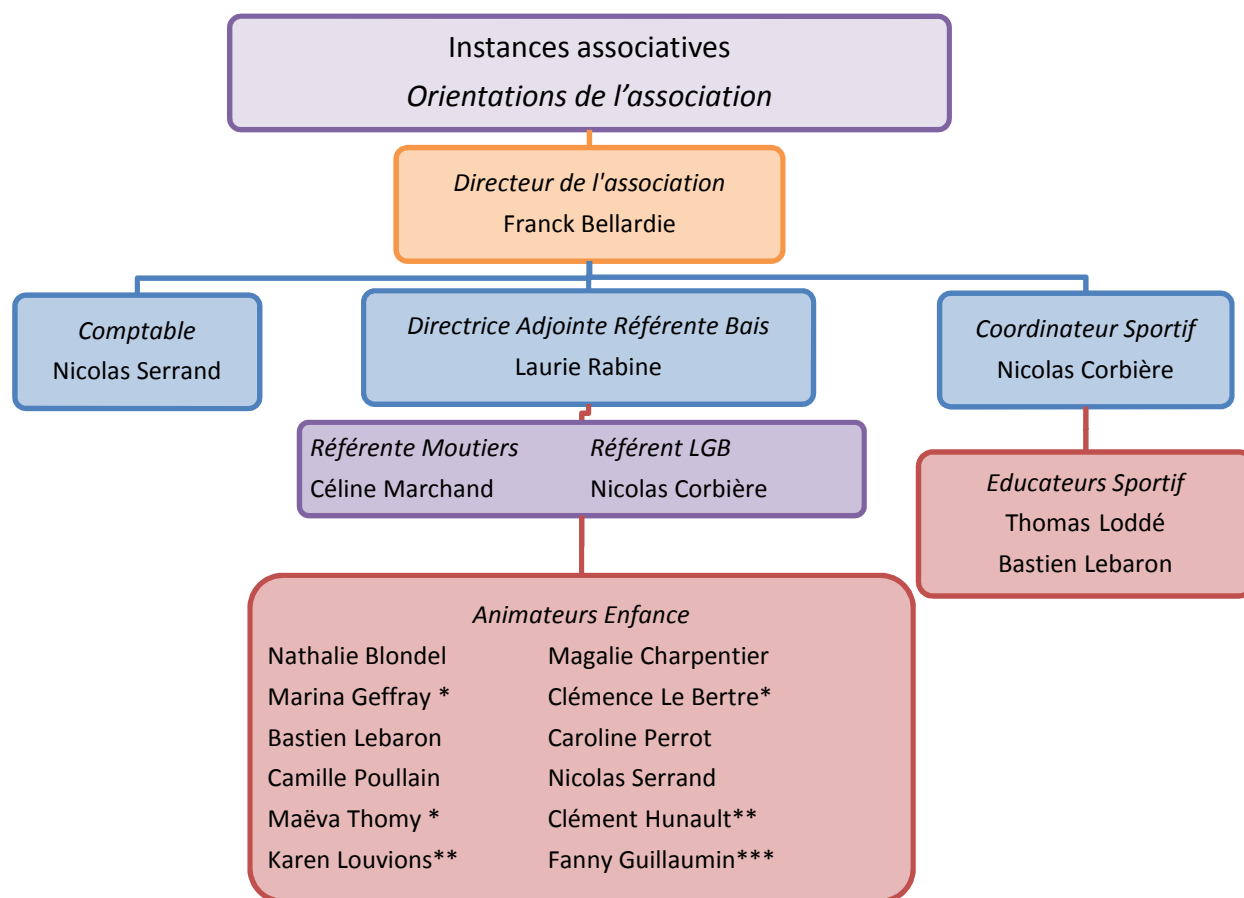 Instances associatives
Orientations de l'association
Directeur de l'association
Franck Bellardie
Comptable
Nicolas Serrand
Directrice Adjointe Référente Bais
Laurie Rabine
Coordinateur Sportif
Nicolas Corbière
Référente Moutiers Référent LGB
Céline Marchand Nicolas Corbière
Educateurs Sportif
Thomas Loddé
Bastien Lebaron
Animateurs Enfance
Nathalie Blondel Magalie Charpentier
Marina Geffray * Clémence Le Bertre*
Bastien Lebaron Caroline Perrot
Camille Poullain Nicolas Serrand
Maëva Thomy * Clément Hunault**
Karen Louvions** Fanny Guillaumin***